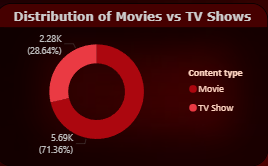 Distribution of Movies vs TV Shows
2.28K
(28.64%)
Content type
Movie
TV Show
5.69K
(71.36%)